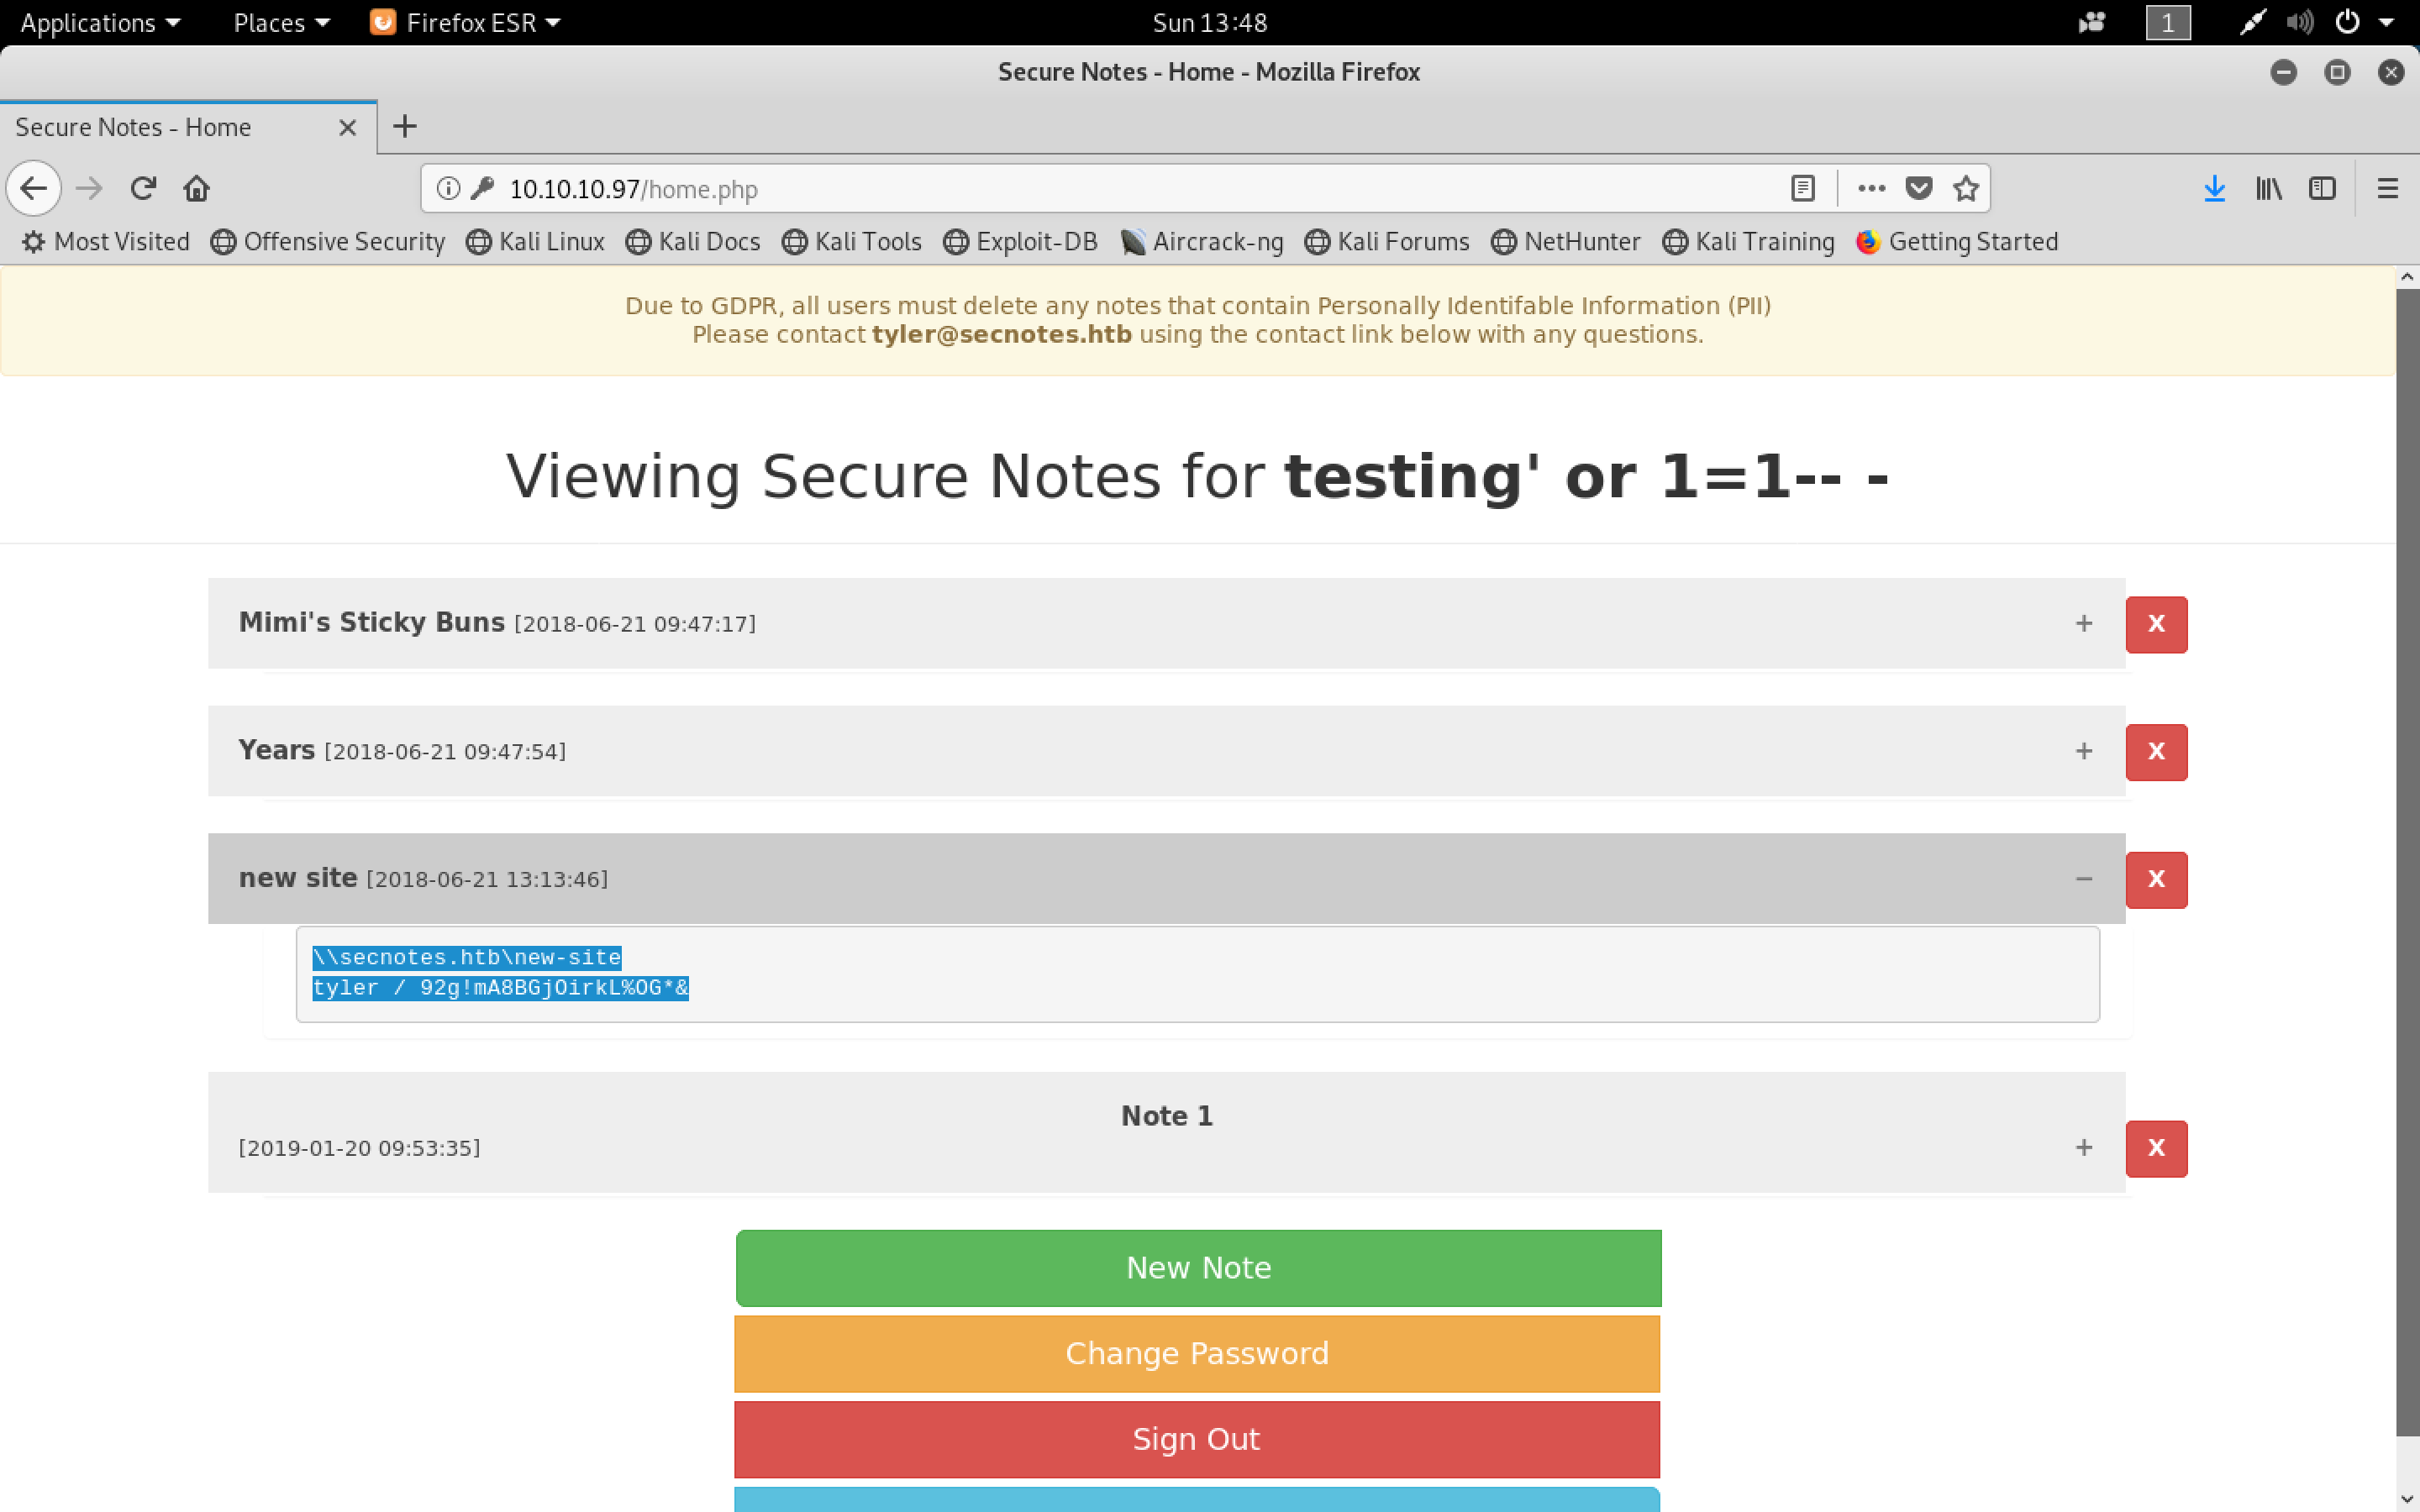 Applications Places Firefox ESR Sun 13:48 1
Secure Notes - Home - Mozilla Firefox
Secure Notes - Home
10.10.10.97/home.php
Most Visited Offensive Security Kali Linux Kali Docs Kali Tools Exploit-DB Aircrack-ng Kali Forums NetHunter Kali Training Getting Started
Due to GDPR, all users must delete any notes that contain Personally Identifable Information (PII)
Please contact tyler@secnotes.htb using the contact link below with any questions.
Viewing Secure Notes for testing' or 1=1-- -
Mimi's Sticky Buns [2018-06-21 09:47:17] + X
Years [2018-06-21 09:47:54] + X
new site [2018-06-21 13:13:46] − X
\\secnotes.htb\new-site
tyler / 92g!mA8BGjOirkL%OG*&
Note 1
[2019-01-20 09:53:35] + X
New Note
Change Password
Sign Out